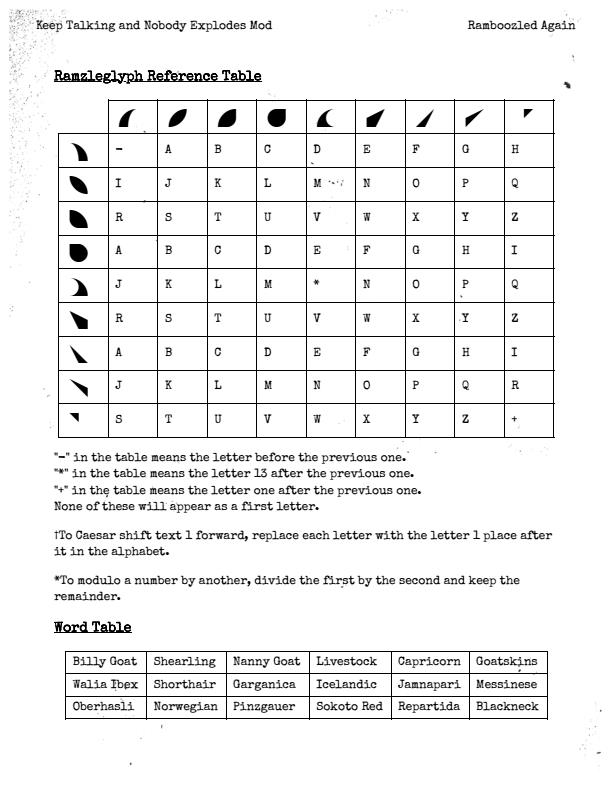 Keep Talking and Nobody Explodes Mod Ramboozled Again
Ramzleglyph Reference Table
- A B C D E F G H
I J K L M N O P Q
R S T U V W X Y Z
A B C D E F G H I
J K L M * N O P Q
R S T U V W X Y Z
A B C D E F G H I
J K L M N O P Q R
S T U V W X Y Z +
"-" in the table means the letter before the previous one.
"*" in the table means the letter 13 after the previous one.
"+" in the table means the letter one after the previous one.
None of these will appear as a first letter.
†To Caesar shift text 1 forward, replace each letter with the letter 1 place after
it in the alphabet.
*To modulo a number by another, divide the first by the second and keep the
remainder.
Word Table
Billy Goat Shearling Nanny Goat Livestock Capricorn Goatskins
Walia Ibex Shorthair Garganica Icelandic Jamnapari Messinese
Oberhasli Norwegian Pinzgauer Sokoto Red Repartida Blackneck